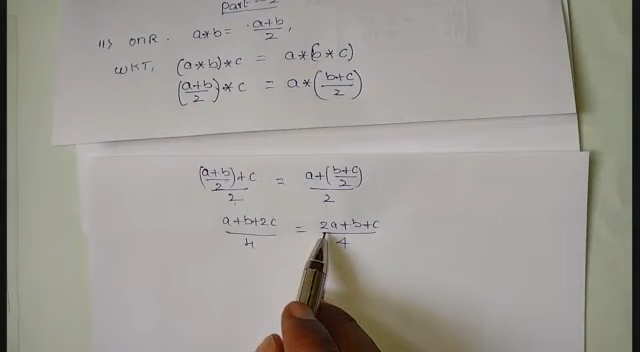 Part-2
ii) on R. a*b = a+b/2,
WKT, (a*b)*c = a*(b*c)
(a+b/2)*c = a*(b+c/2)
(a+b/2)+c/2 = a+(b+c/2)/2
a+b+2c/4 = 2a+b+c/4